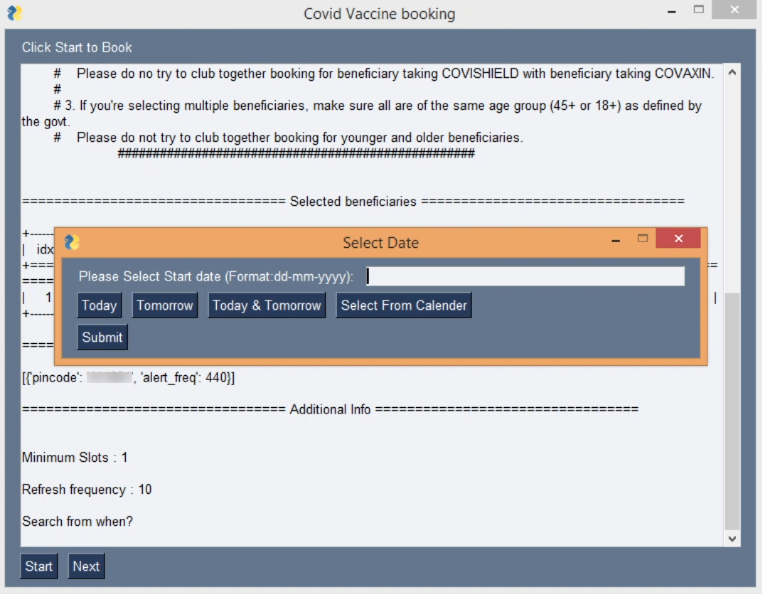 Covid Vaccine booking
Click Start to Book
# Please do no try to club together booking for beneficiary taking COVISHIELD with beneficiary taking COVAXIN.
#
# 3. If you're selecting multiple beneficiaries, make sure all are of the same age group (45+ or 18+) as defined by
the govt.
# Please do not try to club together booking for younger and older beneficiaries.
###################################################
================================= Selected beneficiaries =================================
+------
| idx
+===
====
| 1 |
+------
====
Select Date
Please Select Start date (Format:dd-mm-yyyy):
Today Tomorrow Today & Tomorrow Select From Calender
Submit
[{'pincode': ', 'alert_freq': 440}]
================================= Additional Info =================================
Minimum Slots : 1
Refresh frequency : 10
Search from when?
Start Next